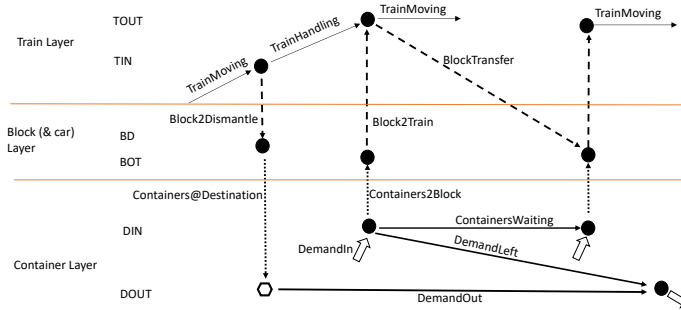 TrainMoving
TrainMoving
TOUT
Train Layer
TrainHandling
TIN
BlockTransfer
TrainMoving
Block2Dismantle
Block2Train
Block (& car)
Layer
BD
BOT
Containers@Destination
Containers2Block
ContainersWaiting
DIN
DemandIn
DemandLeft
Container Layer
DOUT
DemandOut